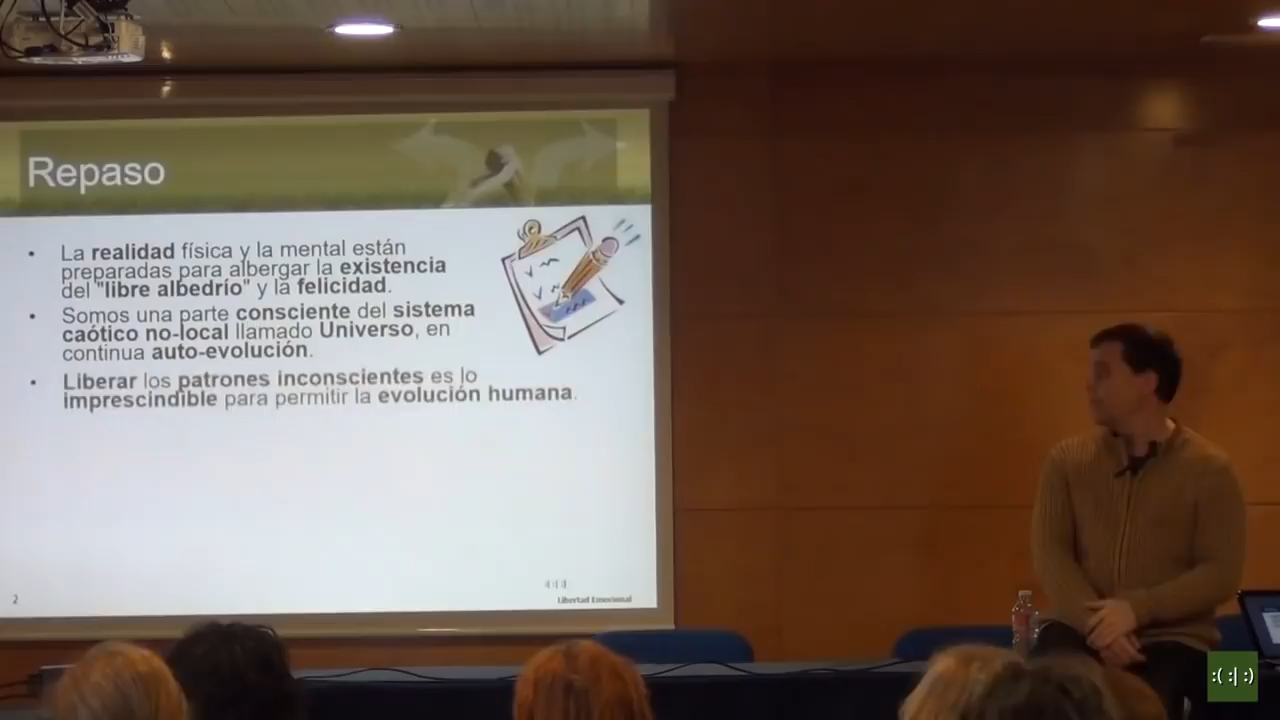 Repaso
• La realidad física y la mental están
preparadas para albergar la existencia
del "libre albedrío" y la felicidad.
• Somos una parte consciente del sistema
caótico no-local llamado Universo, en
continua auto-evolución.
• Liberar los patrones inconscientes es lo
imprescindible para permitir la evolución humana.
2
Libertad Emocional
:( :| :)